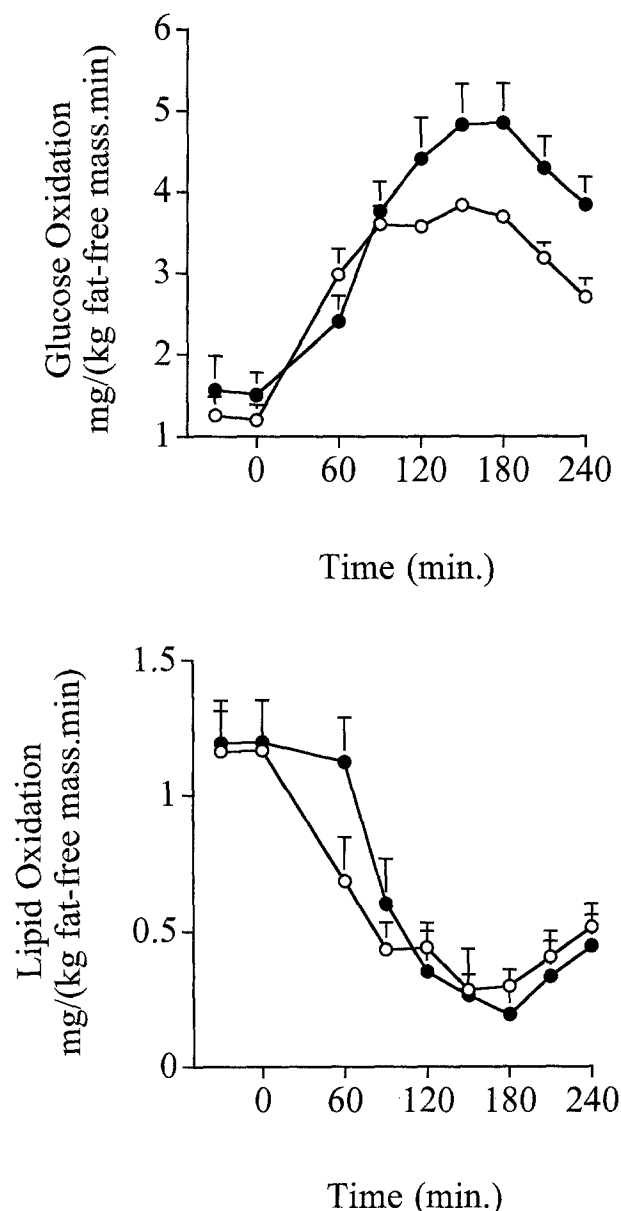 Glucose Oxidation
mg/(kg fat-free mass.min)
6
5
4
3
2
1
0 60 120 180 240
Time (min.)
Lipid Oxidation
mg/(kg fat-free mass.min)
1.5
1
0.5
0
0 60 120 180 240
Time (min.)